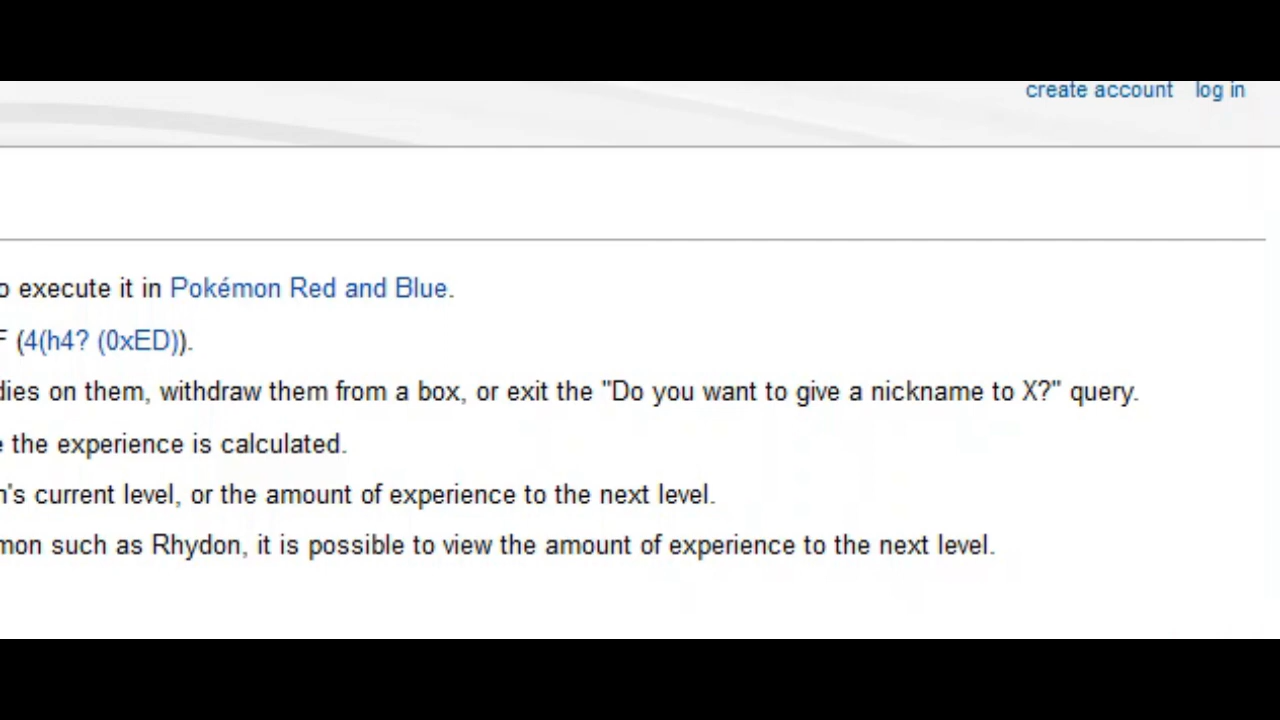 create account log in
execute it in Pokémon Red and Blue.
(4(h4? (0xED)).
on them, withdraw them from a box, or exit the "Do you want to give a nickname to X?" query.
the experience is calculated.
current level, or the amount of experience to the next level.
such as Rhydon, it is possible to view the amount of experience to the next level.